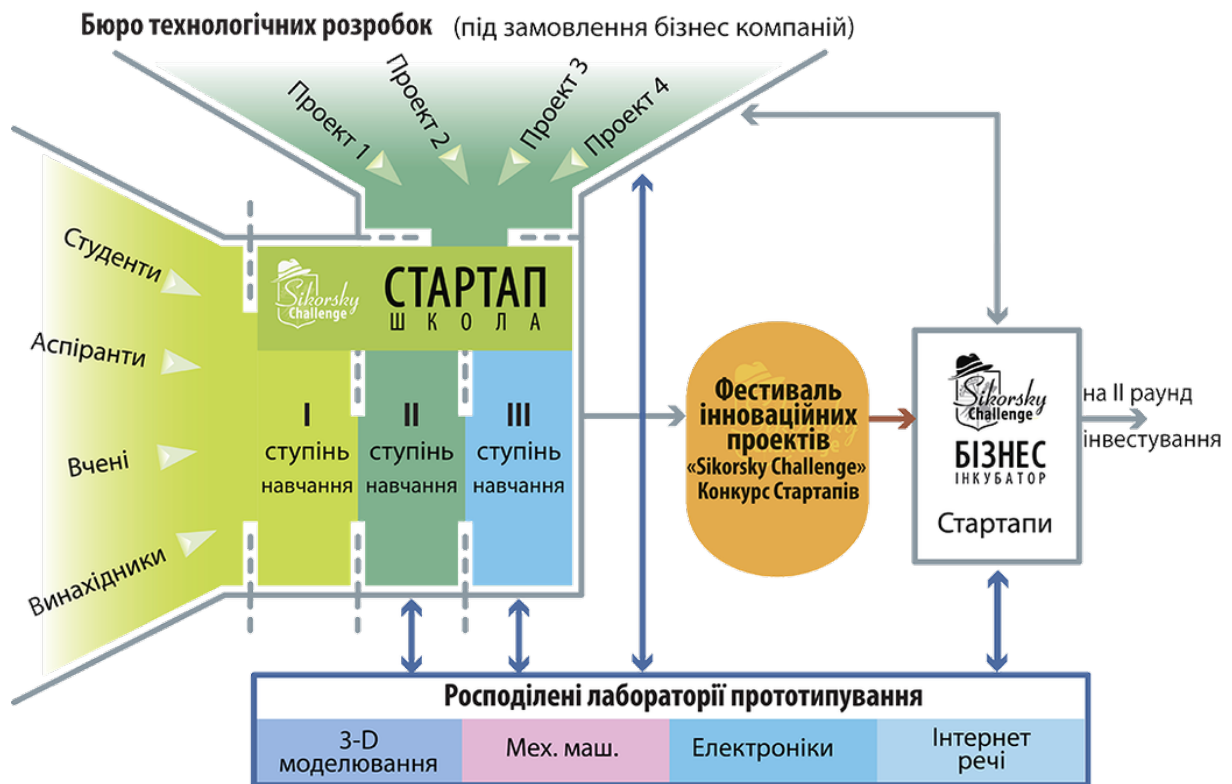 Бюро технологічних розробок (під замовлення бізнес компаній)
Проект 1
Проект 2
Проект 3
Проект 4
Студенти
Аспіранти
Вчені
Винахідники
Sikorsky
Challenge
СТАРТАП
ШКОЛА
I
ступінь
навчання
II
ступінь
навчання
III
ступінь
навчання
Фестиваль
інноваційних
проектів
«Sikorsky Challenge»
Конкурс Стартапів
Sikorsky
Challenge
БІЗНЕС
ІНКУБАТОР
Стартапи
на II раунд
інвестування
Росподілені лабораторії прототипування
3-D
моделювання
Мех. маш.
Електроніки
Інтернет
речі